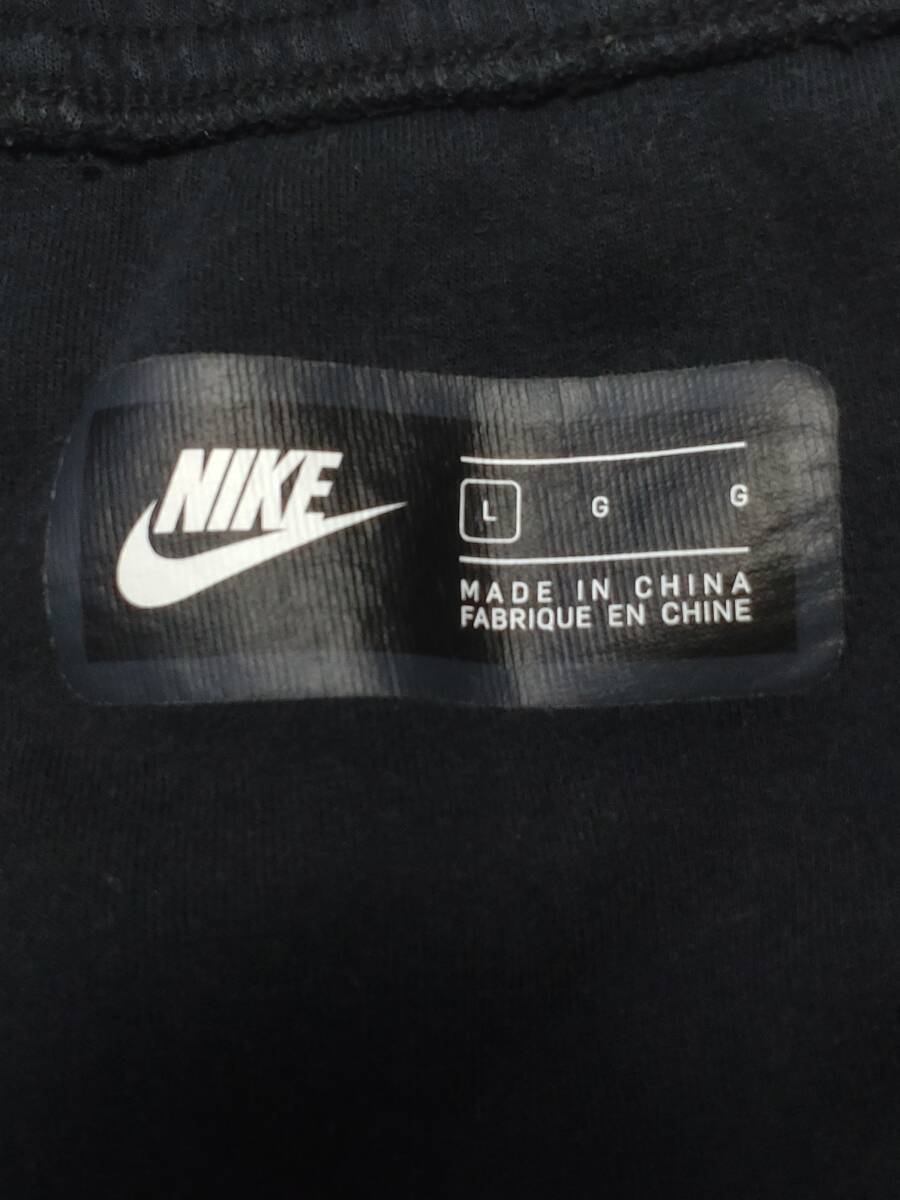 NIKE
L G G
MADE IN CHINA
FABRIQUE EN CHINE